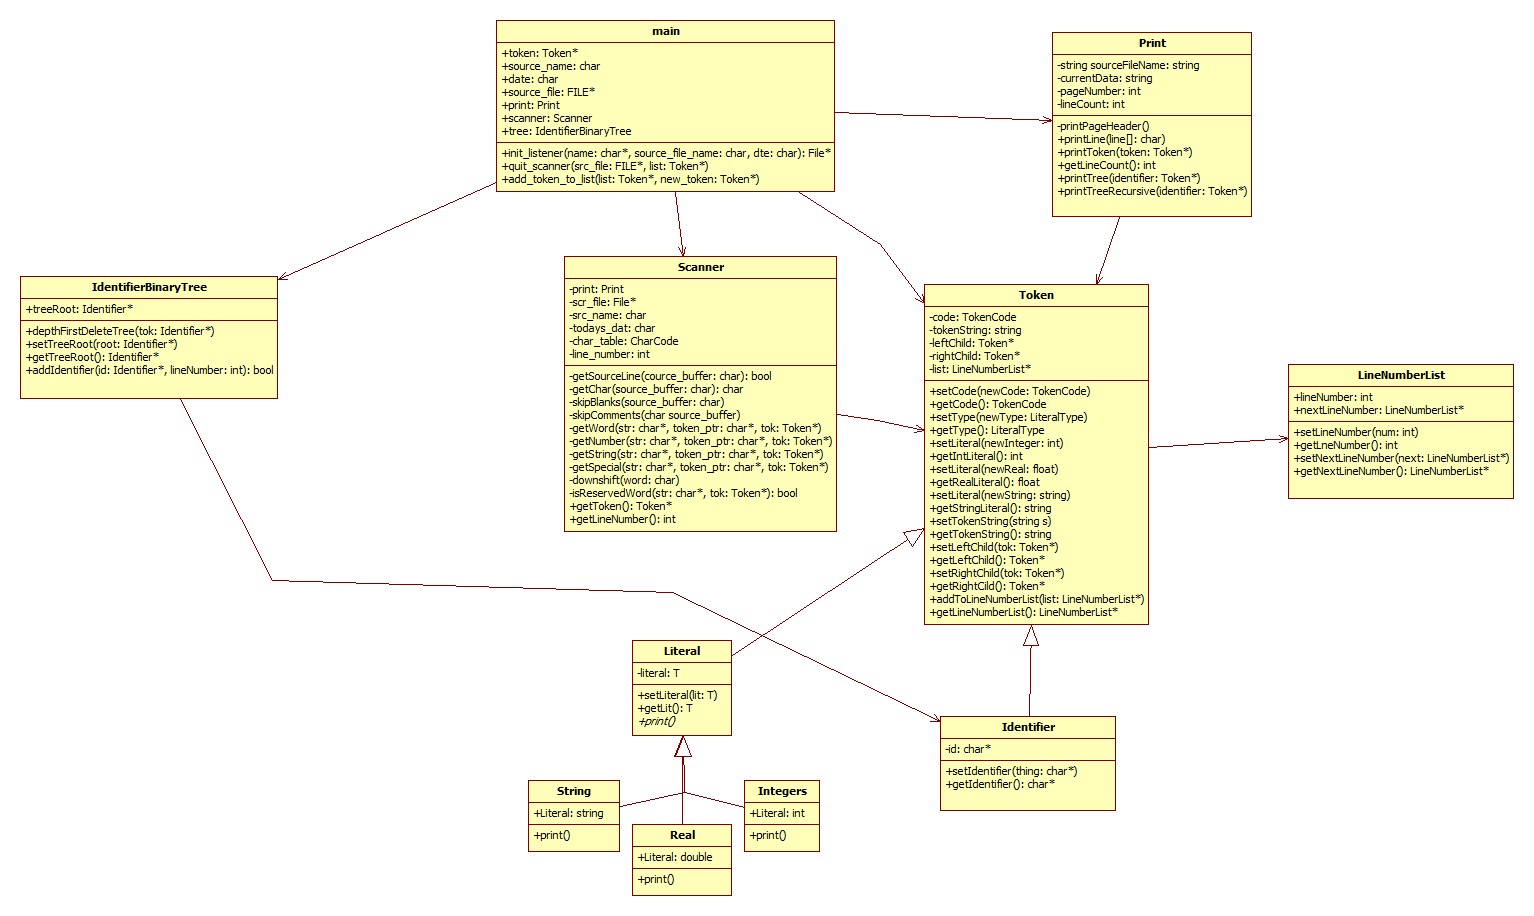 main
+token: Token*
+source_name: char
+date: char
+source_file: FILE*
+print: Print
+scanner: Scanner
+tree: IdentifierBinaryTree
+init_listener(name: char*, source_file_name: char, dte: char): File*
+quit_scanner(src_file: FILE*, list: Token*)
+add_token_to_list(list: Token*, new_token: Token*)
Print
-string sourceFileName: string
-currentData: string
-pageNumber: int
-lineCount: int
-printPageHeader()
+printLine(line[]: char)
+printToken(token: Token*)
+getLineCount(): int
+printTree(identifier: Token*)
+printTreeRecursive(identifier: Token*)
IdentifierBinaryTree
+treeRoot: Identifier*
+depthFirstDeleteTree(tok: Identifier*)
+setTreeRoot(root: Identifier*)
+getTreeRoot(): Identifier*
+addIdentifier(id: Identifier*, lineNumber: int): bool
Scanner
-print: Print
-scr_file: File*
-src_name: char
-todays_dat: char
-char_table: CharCode
-line_number: int
-getSourceLine(cource_buffer: char): bool
-getChar(source_buffer: char): char
-skipBlanks(source_buffer: char)
-skipComments(char source_buffer)
-getWord(str: char*, token_ptr: char*, tok: Token*)
-getNumber(str: char*, token_ptr: char*, tok: Token*)
-getString(str: char*, token_ptr: char*, tok: Token*)
-getSpecial(str: char*, token_ptr: char*, tok: Token*)
-downshift(word: char)
-isReservedWord(str: char*, tok: Token*): bool
+getToken(): Token*
+getLineNumber(): int
Token
-code: TokenCode
-tokenString: string
-leftChild: Token*
-rightChild: Token*
-list: LineNumberList*
+setCode(newCode: TokenCode)
+getCode(): TokenCode
+setType(newType: LiteralType)
+getType(): LiteralType
+setLiteral(newInteger: int)
+getIntLiteral(): int
+setLiteral(newReal: float)
+getRealLiteral(): float
+setLiteral(newString: string)
+getStringLiteral(): string
+setTokenString(string s)
+getTokenString(): string
+setLeftChild(tok: Token*)
+getLeftChild(): Token*
+setRightChild(tok: Token*)
+getRightCild(): Token*
+addToLineNumberList(list: LineNumberList*)
+getLineNumberList(): LineNumberList*
LineNumberList
+lineNumber: int
+nextLineNumber: LineNumberList*
+setLineNumber(num: int)
+getLneNumber(): int
+setNextLineNumber(next: LineNumberList*)
+getNextLineNumber(): LineNumberList*
Literal
-literal: T
+setLiteral(lit: T)
+getLit(): T
+print()
Identifier
-id: char*
+setIdentifier(thing: char*)
+getIdentifier(): char*
String
+Literal: string
+print()
Real
+Literal: double
+print()
Integers
+Literal: int
+print()